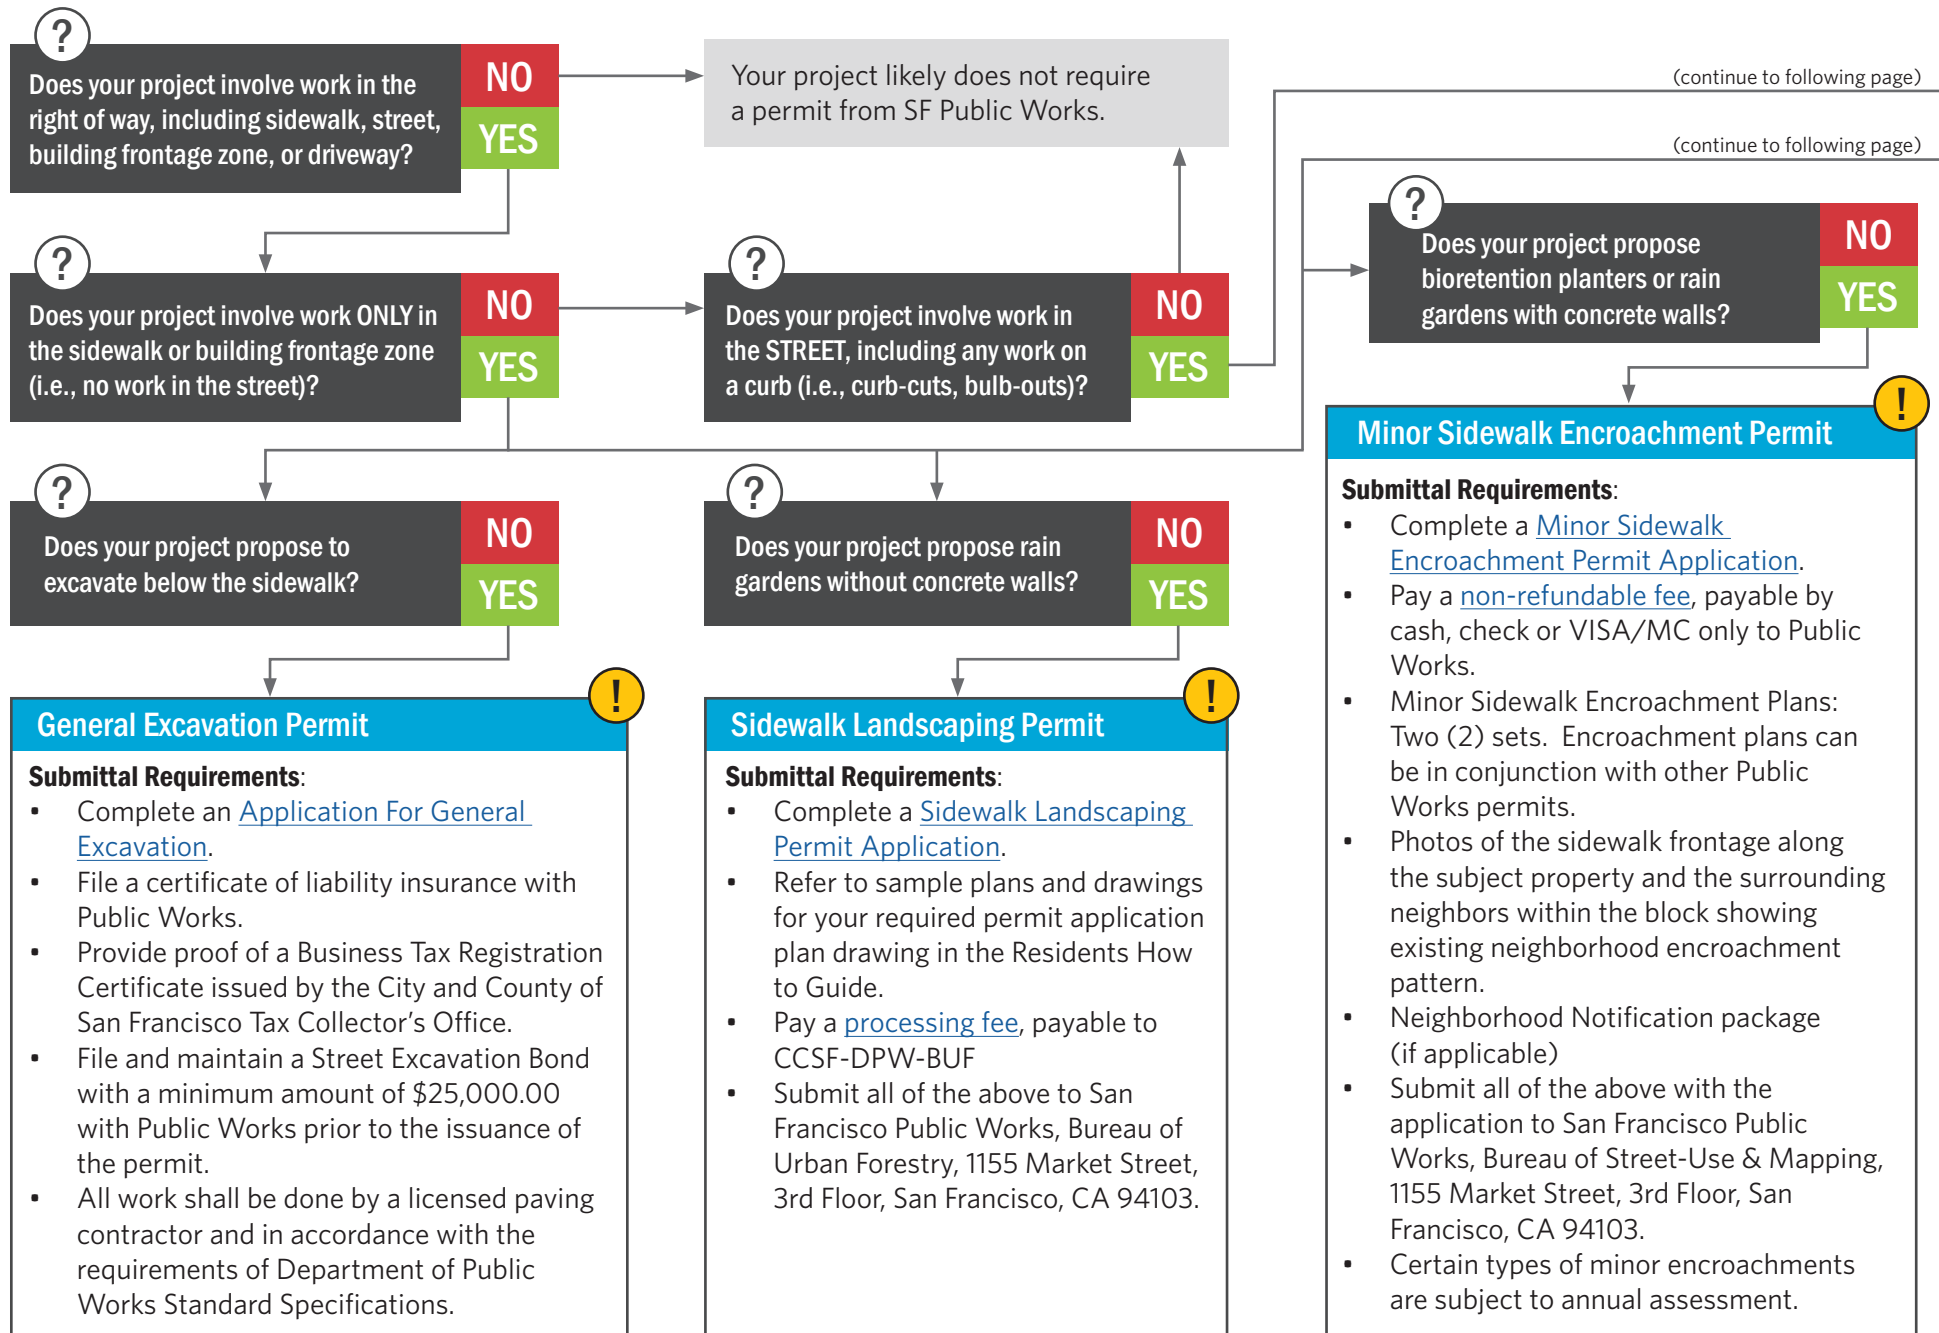 ?
Does your project involve work in the
right of way, including sidewalk, street,
building frontage zone, or driveway?
NO
YES
Your project likely does not require
a permit from SF Public Works.
(continue to following page)
(continue to following page)
?
Does your project involve work ONLY in
the sidewalk or building frontage zone
(i.e., no work in the street)?
NO
YES
?
Does your project involve work in
the STREET, including any work on
a curb (i.e., curb-cuts, bulb-outs)?
NO
YES
?
Does your project propose
bioretention planters or rain
gardens with concrete walls?
NO
YES
?
Does your project propose to
excavate below the sidewalk?
NO
YES
?
Does your project propose rain
gardens without concrete walls?
NO
YES
!
General Excavation Permit
Submittal Requirements:
• Complete an Application For General
Excavation.
• File a certificate of liability insurance with
Public Works.
• Provide proof of a Business Tax Registration
Certificate issued by the City and County of
San Francisco Tax Collector’s Office.
• File and maintain a Street Excavation Bond
with a minimum amount of $25,000.00
with Public Works prior to the issuance of
the permit.
• All work shall be done by a licensed paving
contractor and in accordance with the
requirements of Department of Public
Works Standard Specifications.
!
Sidewalk Landscaping Permit
Submittal Requirements:
• Complete a Sidewalk Landscaping
Permit Application.
• Refer to sample plans and drawings
for your required permit application
plan drawing in the Residents How
to Guide.
• Pay a processing fee, payable to
CCSF-DPW-BUF
• Submit all of the above to San
Francisco Public Works, Bureau of
Urban Forestry, 1155 Market Street,
3rd Floor, San Francisco, CA 94103.
!
Minor Sidewalk Encroachment Permit
Submittal Requirements:
• Complete a Minor Sidewalk
Encroachment Permit Application.
• Pay a non-refundable fee, payable by
cash, check or VISA/MC only to Public
Works.
• Minor Sidewalk Encroachment Plans:
Two (2) sets. Encroachment plans can
be in conjunction with other Public
Works permits.
• Photos of the sidewalk frontage along
the subject property and the surrounding
neighbors within the block showing
existing neighborhood encroachment
pattern.
• Neighborhood Notification package
(if applicable)
• Submit all of the above with the
application to San Francisco Public
Works, Bureau of Street-Use & Mapping,
1155 Market Street, 3rd Floor, San
Francisco, CA 94103.
• Certain types of minor encroachments
are subject to annual assessment.